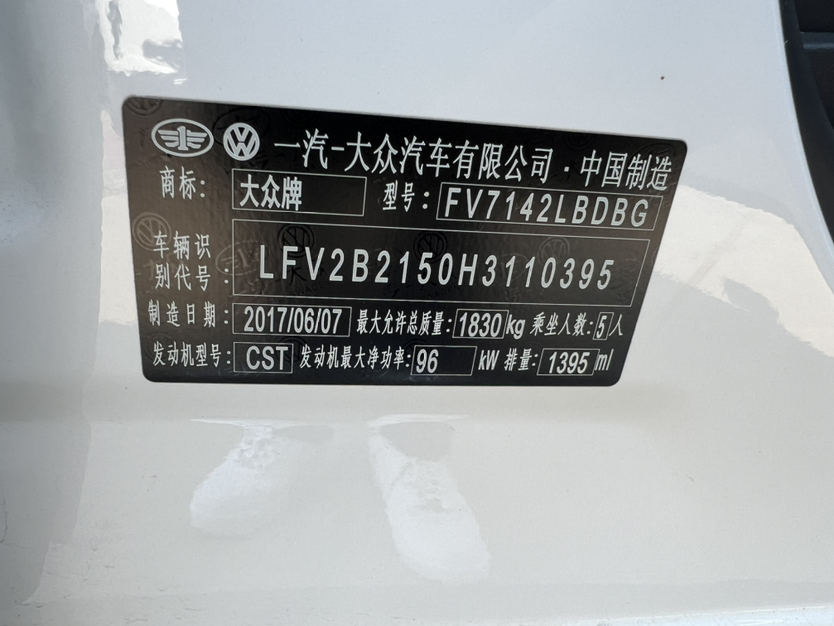 一汽-大众汽车有限公司·中国制造
商标: 大众牌 型号: FV7142LBDBG
车辆识别代号: LFV2B2150H3110395
制造日期: 2017/06/07 最大允许总质量: 1830 kg 乘坐人数: 5 人
发动机型号: CST 发动机最大净功率: 96 kW 排量: 1395 ml